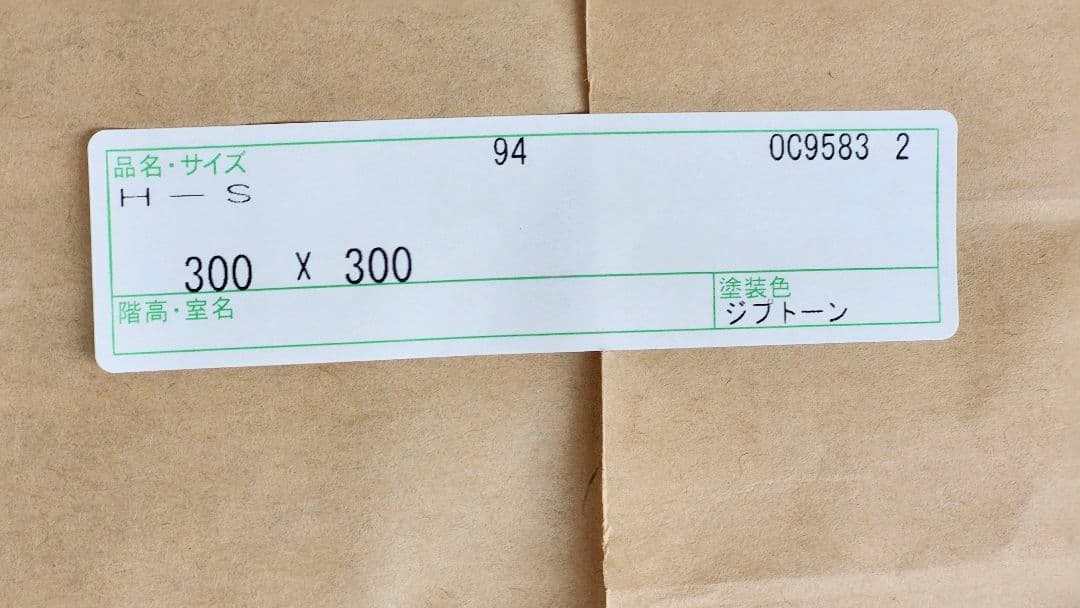 品名・サイズ 94 OC9583 2
H－S
300 X 300
階高・室名 塗装色
ジプトーン